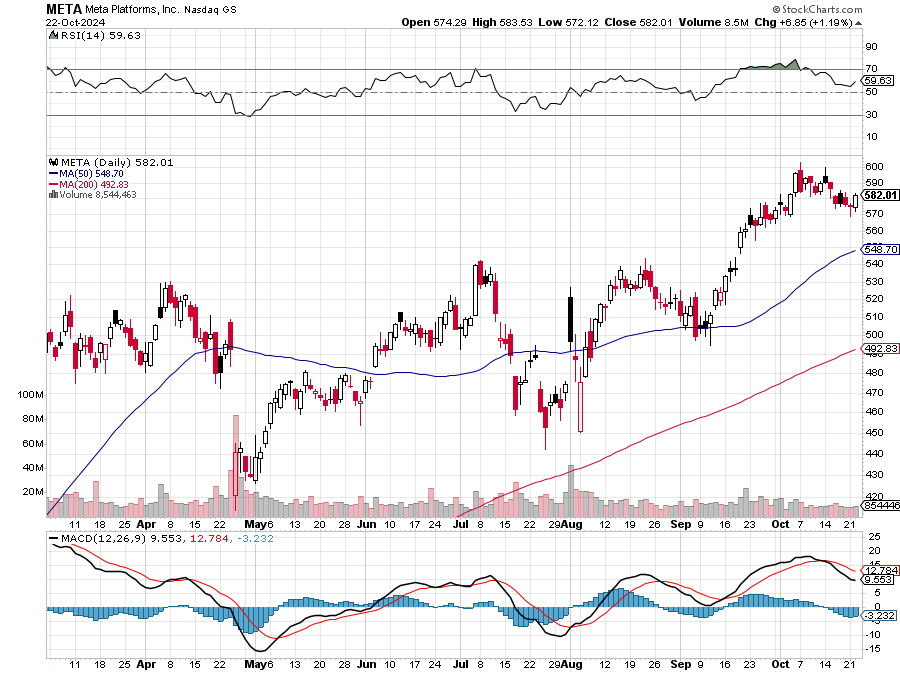 META Meta Platforms, Inc. Nasdaq GS
© StockCharts.com
22-Oct-2024
Open 574.29 High 583.53 Low 572.12 Close 582.01 Volume 8.5M Chg +6.85 (+1.19%)
RSI(14) 59.63
90
70
59.63
50
30
10
META (Daily) 582.01
MA(50) 548.70
MA(200) 492.83
Volume 8,544,463
600
590
582.01
570
560
548.70
540
530
520
510
500
492.83
490
480
470
460
450
440
430
420
8544463
100M
80M
60M
40M
20M
11 18 25 Apr 8 15 22 May 6 13 20 28 Jun 10 17 24 Jul 8 15 22 29 Aug 12 19 26 Sep 9 16 23 Oct 7 14 21
MACD(12,26,9) 9.553, 12.784, -3.232
25
20
15
12.784
9.553
5
0
-3.232
-5
-10
-15
11 18 25 Apr 8 15 22 May 6 13 20 28 Jun 10 17 24 Jul 8 15 22 29 Aug 12 19 26 Sep 9 16 23 Oct 7 14 21